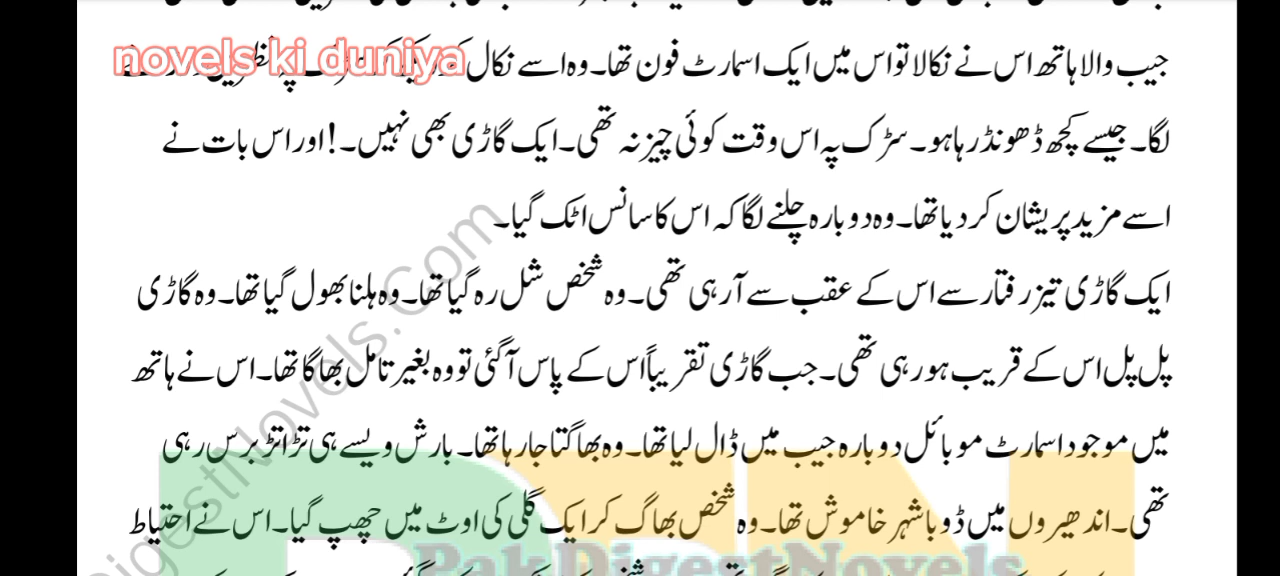 novels ki duniya
جیب والا ہاتھ اس نے نکالا تو اس میں ایک اسمارٹ فون تھا۔ وہ اسے نکال
لگا۔ جیسے کچھ ڈھونڈ رہا ہو۔ سڑک پہ اس وقت کوئی چیز نہ تھی۔ ایک گاڑی بھی نہیں۔! اور اس بات نے
اسے مزید پریشان کر دیا تھا۔ وہ دوبارہ چلنے لگا کہ اس کا سانس اٹک گیا۔
ایک گاڑی تیز رفتار سے اس کے عقب سے آ رہی تھی۔ وہ شخص شل رہ گیا تھا۔ وہ ہلنا بھول گیا تھا۔ وہ گاڑی
پل پل اس کے قریب ہو رہی تھی۔ جب گاڑی تقریباً اس کے پاس آ گئی تو وہ بغیر تامل بھاگا تھا۔ اس نے ہاتھ
میں موجود اسمارٹ موبائل دوبارہ جیب میں ڈال لیا تھا۔ وہ بھاگتا جا رہا تھا۔ بارش ویسے ہی تڑاتڑ برس رہی
تھی۔ اندھیروں میں ڈوبا شہر خاموش تھا۔ وہ شخص بھاگ کر ایک گلی کی اوٹ میں چھپ گیا۔ اس نے احتیاط
DigestNovels.Com
PakDigestNovels